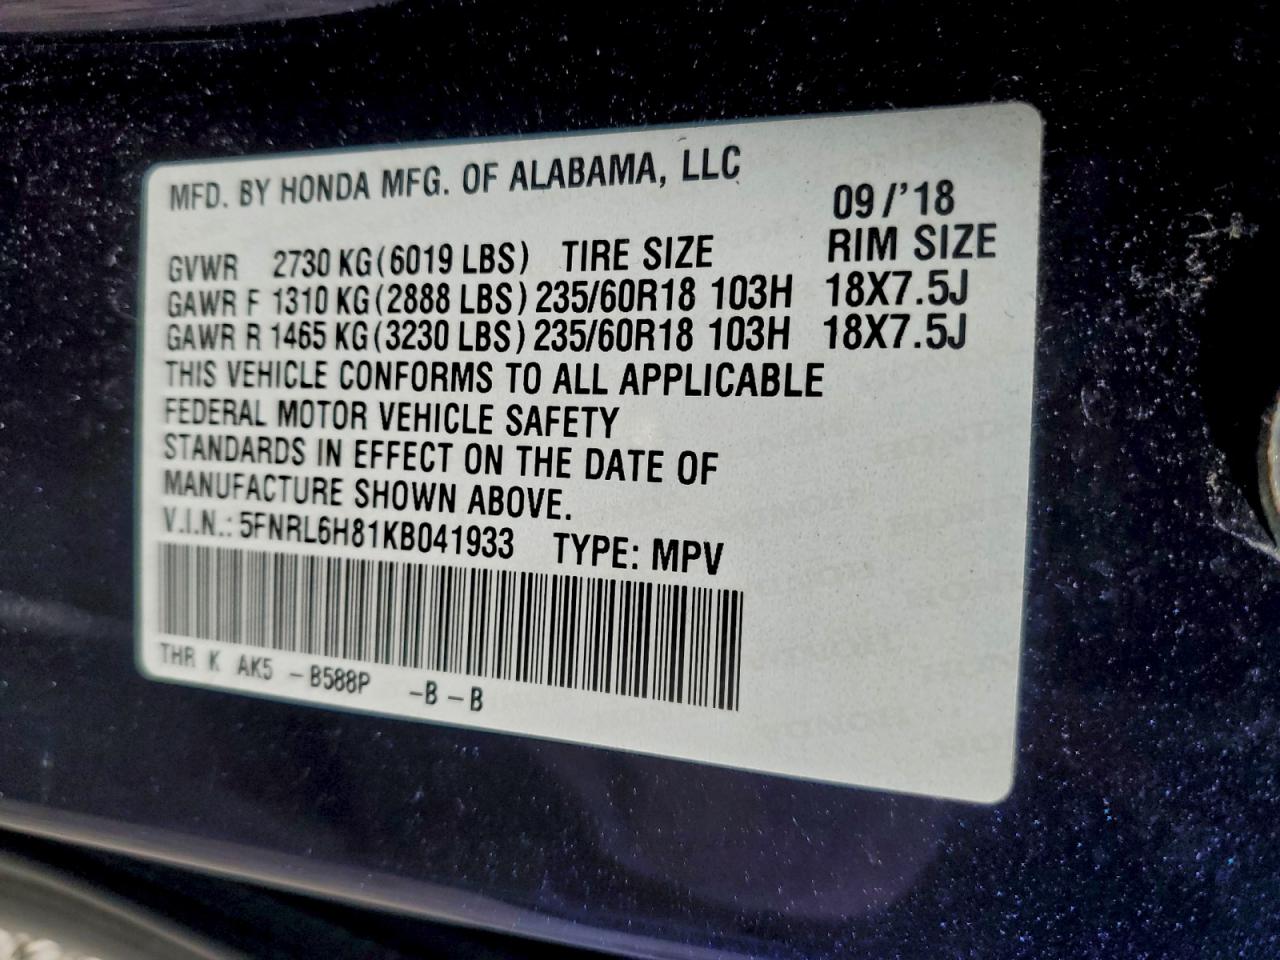 MFD. BY HONDA MFG. OF ALABAMA, LLC
09/'18
GVWR 2730 KG(6019 LBS) TIRE SIZE RIM SIZE
GAWR F 1310 KG(2888 LBS) 235/60R18 103H 18X7.5J
GAWR R 1465 KG(3230 LBS) 235/60R18 103H 18X7.5J
THIS VEHICLE CONFORMS TO ALL APPLICABLE
FEDERAL MOTOR VEHICLE SAFETY
STANDARDS IN EFFECT ON THE DATE OF
MANUFACTURE SHOWN ABOVE.
V.I.N.: 5FNRL6H81KB041933 TYPE: MPV
THR K AK5 -B588P -B-B